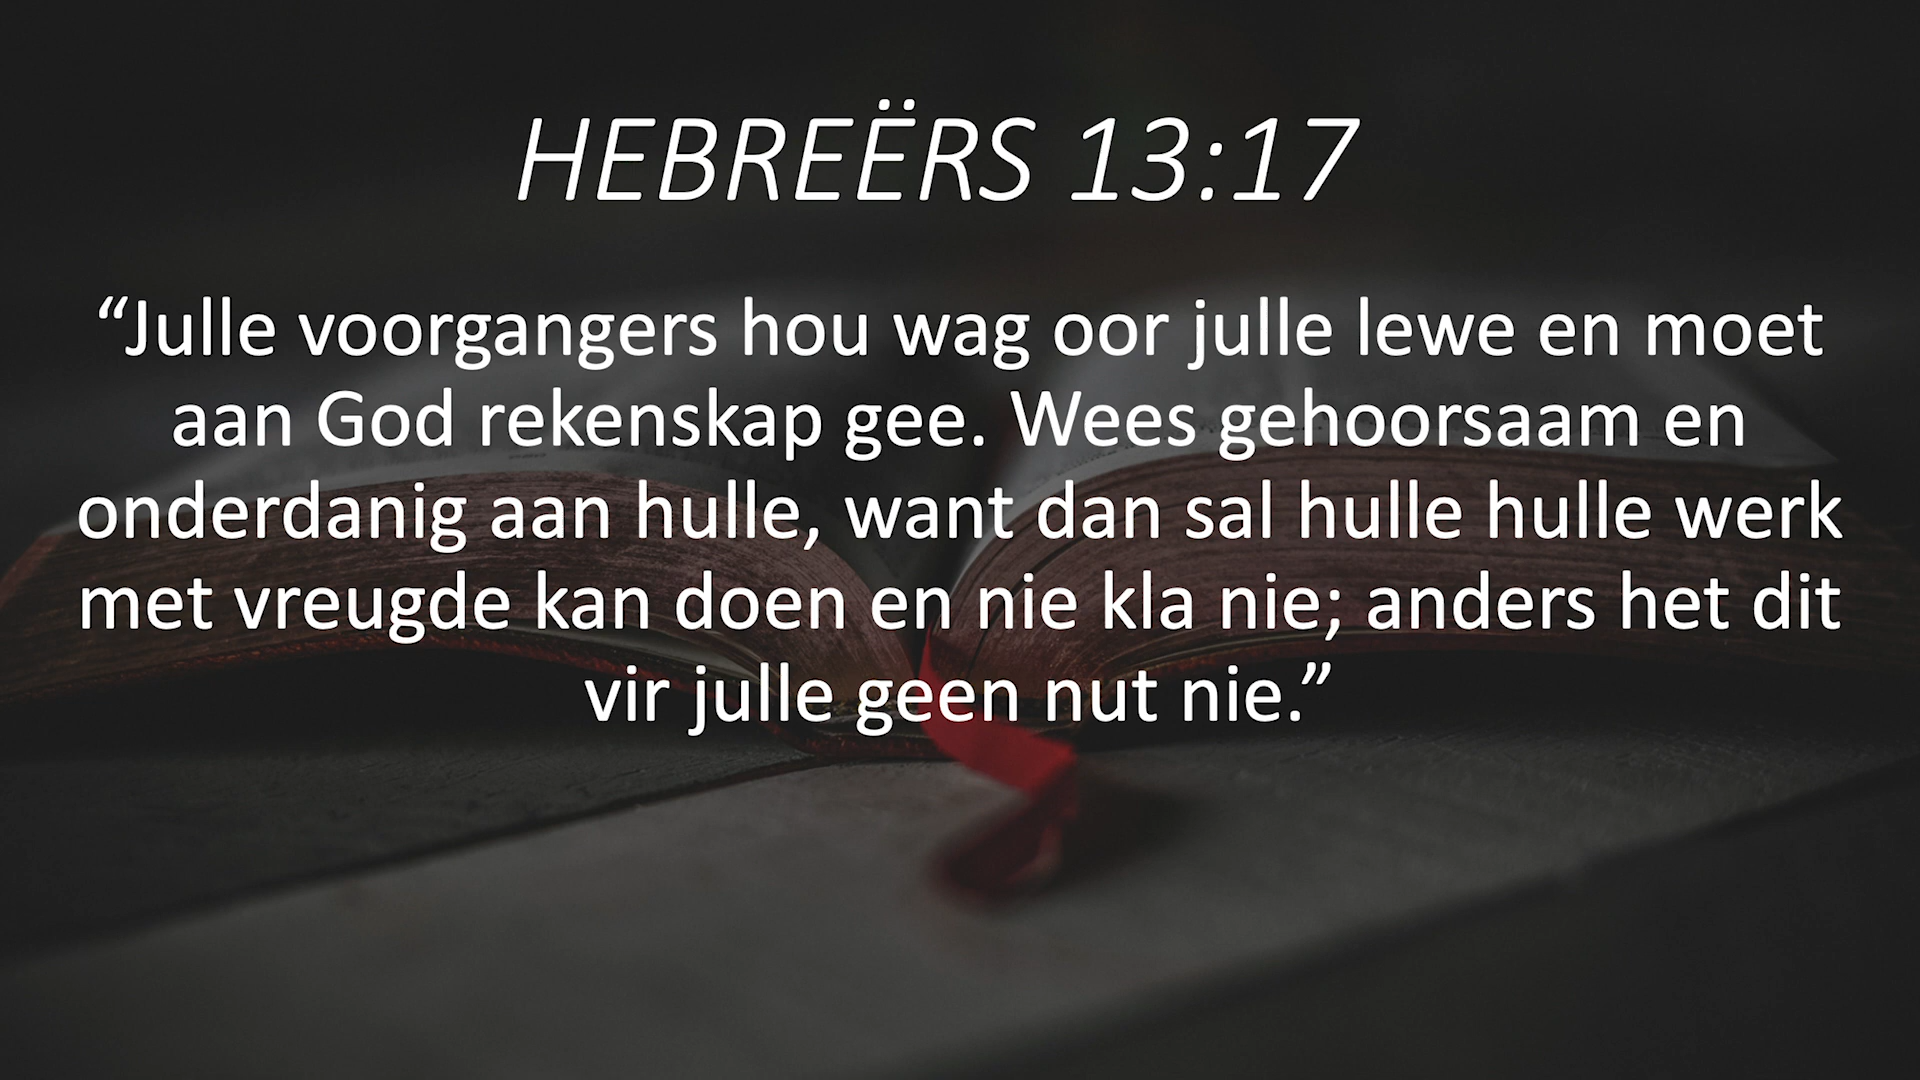 HEBREËRS 13:17
“Julle voorgangers hou wag oor julle lewe en moet
aan God rekenskap gee. Wees gehoorsaam en
onderdanig aan hulle, want dan sal hulle hulle werk
met vreugde kan doen en nie kla nie; anders het dit
vir julle geen nut nie.”